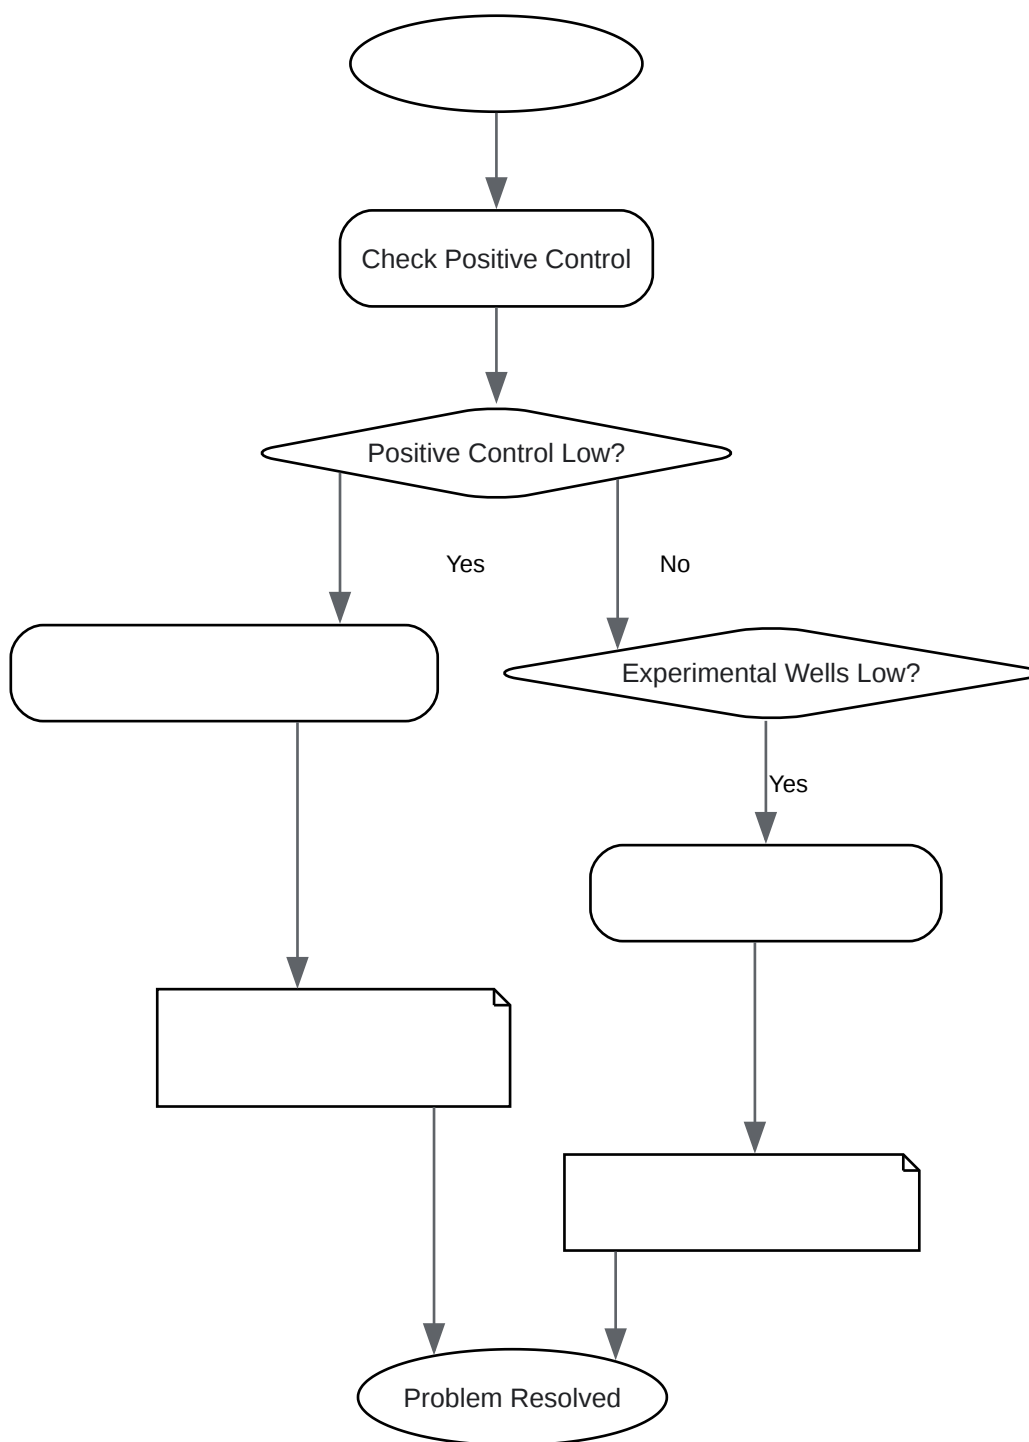 Check Positive Control
Positive Control Low?
Yes
No
Experimental Wells Low?
Yes
Problem Resolved